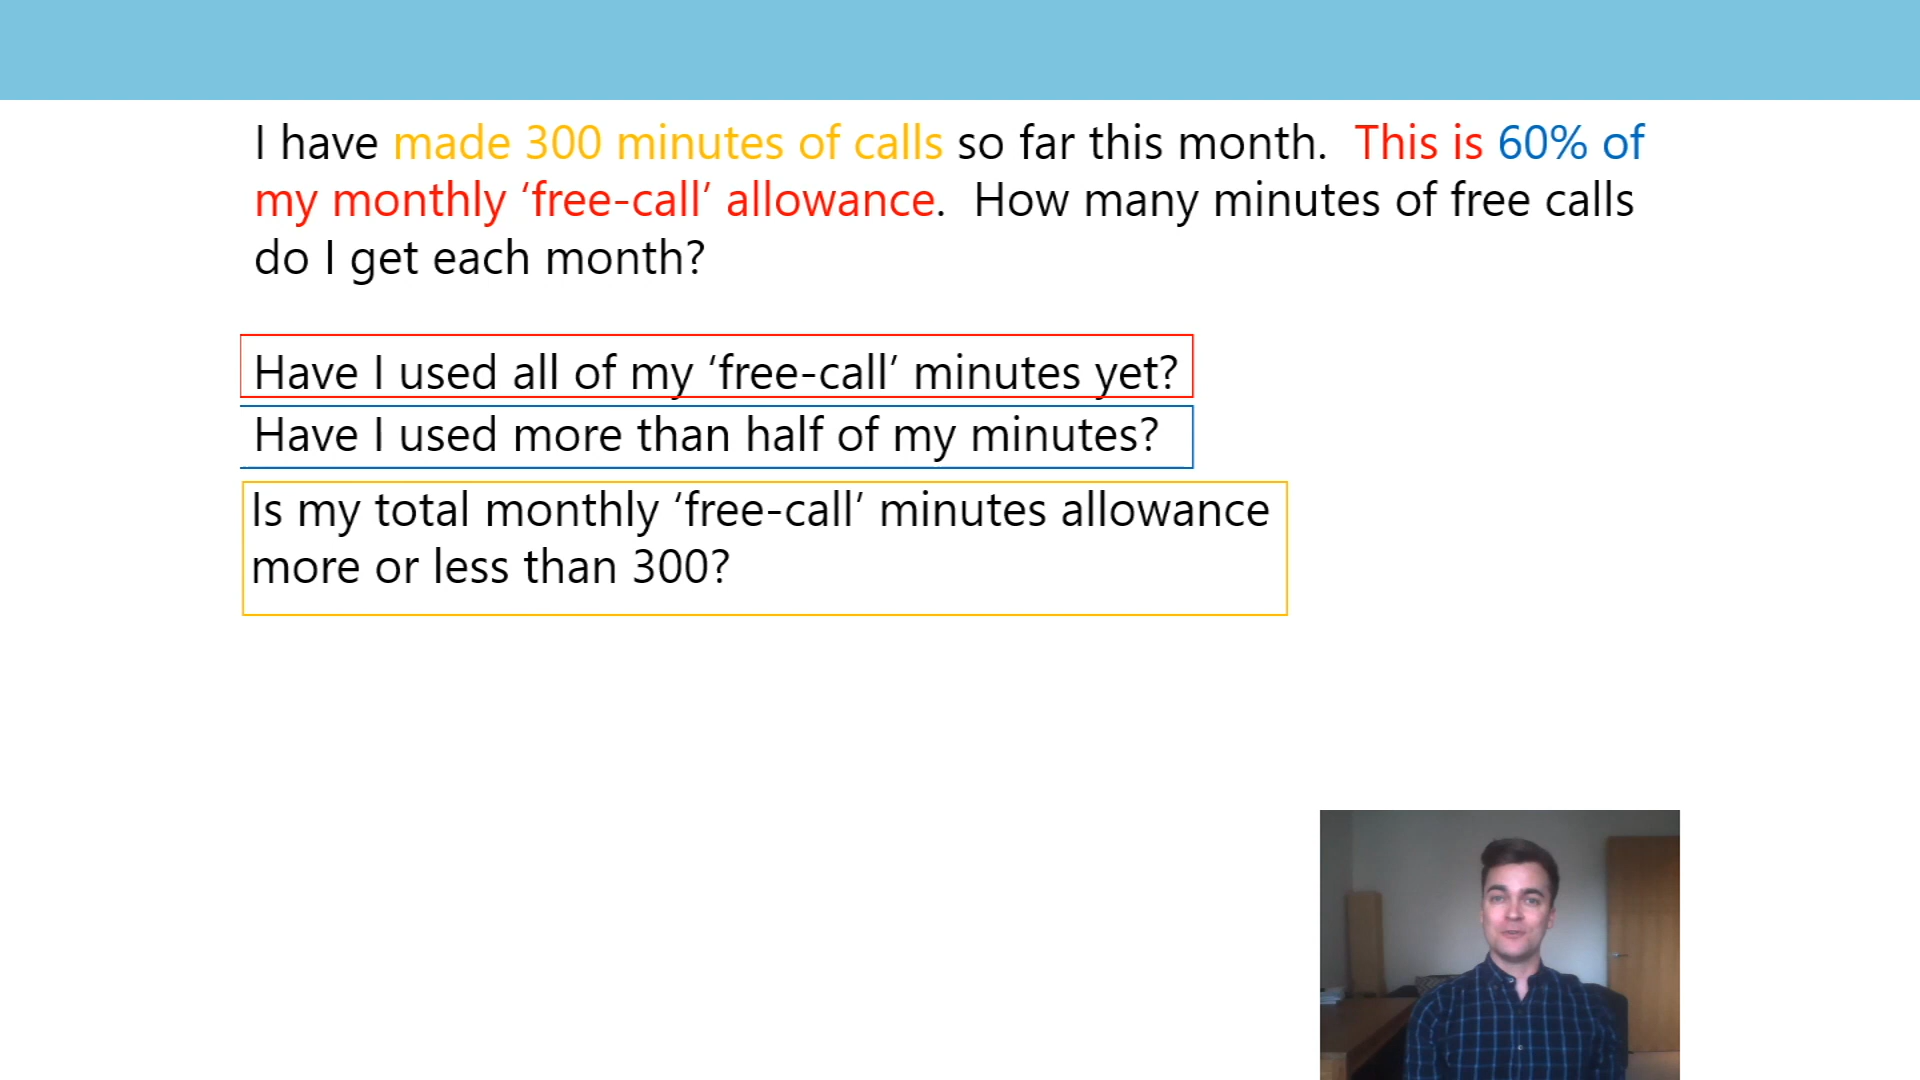 I have made 300 minutes of calls so far this month.  This is 60% of
my monthly ‘free-call’ allowance.  How many minutes of free calls
do I get each month?
Have I used all of my ‘free-call’ minutes yet?
Have I used more than half of my minutes?
Is my total monthly ‘free-call’ minutes allowance
more or less than 300?